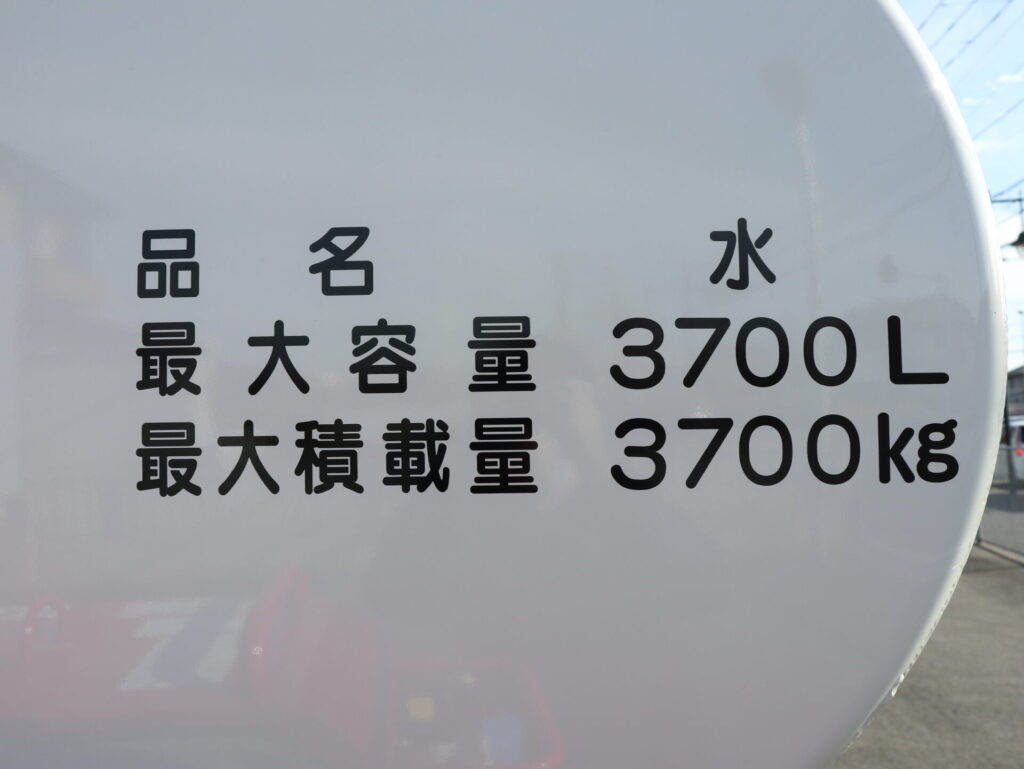 品名 水
最大容量 3700L
最大積載量 3700kg